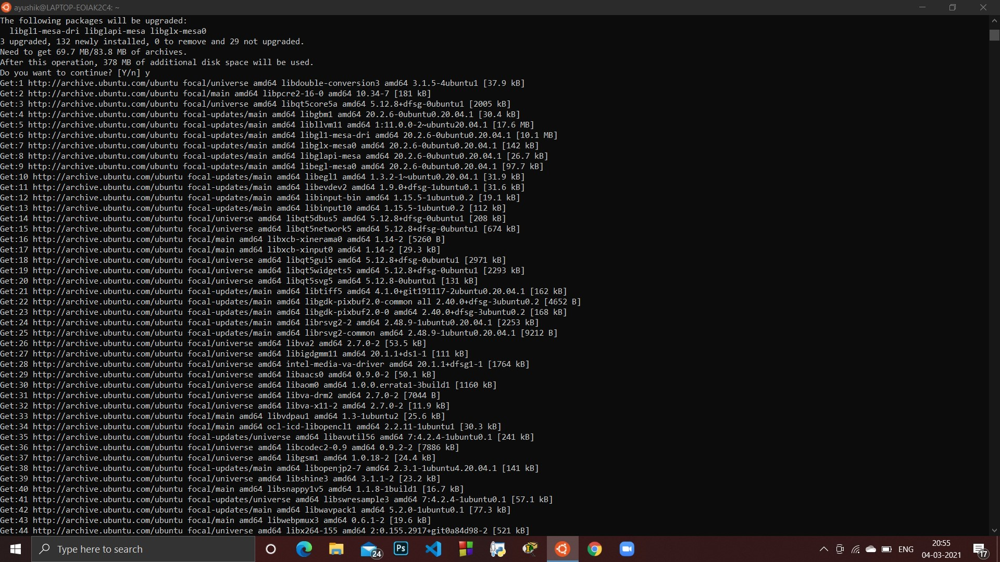 ayushik@LAPTOP-EOIAK2C4: ~
The following packages will be upgraded:
  libgl1-mesa-dri libglapi-mesa libglx-mesa0
3 upgraded, 132 newly installed, 0 to remove and 29 not upgraded.
Need to get 69.7 MB/83.8 MB of archives.
After this operation, 378 MB of additional disk space will be used.
Do you want to continue? [Y/n] y
Get:1 http://archive.ubuntu.com/ubuntu focal/universe amd64 libdouble-conversion3 amd64 3.1.5-4ubuntu1 [37.9 kB]
Get:2 http://archive.ubuntu.com/ubuntu focal/main amd64 libpcre2-16-0 amd64 10.34-7 [181 kB]
Get:3 http://archive.ubuntu.com/ubuntu focal/universe amd64 libqt5core5a amd64 5.12.8+dfsg-0ubuntu1 [2005 kB]
Get:4 http://archive.ubuntu.com/ubuntu focal-updates/main amd64 libgbm1 amd64 20.2.6-0ubuntu0.20.04.1 [30.4 kB]
Get:5 http://archive.ubuntu.com/ubuntu focal-updates/main amd64 libllvm11 amd64 1:11.0.0-2~ubuntu20.04.1 [17.6 MB]
Get:6 http://archive.ubuntu.com/ubuntu focal-updates/main amd64 libgl1-mesa-dri amd64 20.2.6-0ubuntu0.20.04.1 [10.1 MB]
Get:7 http://archive.ubuntu.com/ubuntu focal-updates/main amd64 libglx-mesa0 amd64 20.2.6-0ubuntu0.20.04.1 [142 kB]
Get:8 http://archive.ubuntu.com/ubuntu focal-updates/main amd64 libglapi-mesa amd64 20.2.6-0ubuntu0.20.04.1 [26.7 kB]
Get:9 http://archive.ubuntu.com/ubuntu focal-updates/main amd64 libegl-mesa0 amd64 20.2.6-0ubuntu0.20.04.1 [97.7 kB]
Get:10 http://archive.ubuntu.com/ubuntu focal-updates/main amd64 libegl1 amd64 1.3.2-1~ubuntu0.20.04.1 [31.9 kB]
Get:11 http://archive.ubuntu.com/ubuntu focal-updates/main amd64 libevdev2 amd64 1.9.0+dfsg-1ubuntu0.1 [31.6 kB]
Get:12 http://archive.ubuntu.com/ubuntu focal-updates/main amd64 libinput-bin amd64 1.15.5-1ubuntu0.2 [19.1 kB]
Get:13 http://archive.ubuntu.com/ubuntu focal-updates/main amd64 libinput10 amd64 1.15.5-1ubuntu0.2 [112 kB]
Get:14 http://archive.ubuntu.com/ubuntu focal/universe amd64 libqt5dbus5 amd64 5.12.8+dfsg-0ubuntu1 [208 kB]
Get:15 http://archive.ubuntu.com/ubuntu focal/universe amd64 libqt5network5 amd64 5.12.8+dfsg-0ubuntu1 [674 kB]
Get:16 http://archive.ubuntu.com/ubuntu focal/main amd64 libxcb-xinerama0 amd64 1.14-2 [5260 B]
Get:17 http://archive.ubuntu.com/ubuntu focal/main amd64 libxcb-xinput0 amd64 1.14-2 [29.3 kB]
Get:18 http://archive.ubuntu.com/ubuntu focal/universe amd64 libqt5gui5 amd64 5.12.8+dfsg-0ubuntu1 [2971 kB]
Get:19 http://archive.ubuntu.com/ubuntu focal/universe amd64 libqt5widgets5 amd64 5.12.8+dfsg-0ubuntu1 [2293 kB]
Get:20 http://archive.ubuntu.com/ubuntu focal/universe amd64 libqt5svg5 amd64 5.12.8-0ubuntu1 [131 kB]
Get:21 http://archive.ubuntu.com/ubuntu focal-updates/main amd64 libtiff5 amd64 4.1.0+git191117-2ubuntu0.20.04.1 [162 kB]
Get:22 http://archive.ubuntu.com/ubuntu focal-updates/main amd64 libgdk-pixbuf2.0-common all 2.40.0+dfsg-3ubuntu0.2 [4652 B]
Get:23 http://archive.ubuntu.com/ubuntu focal-updates/main amd64 libgdk-pixbuf2.0-0 amd64 2.40.0+dfsg-3ubuntu0.2 [168 kB]
Get:24 http://archive.ubuntu.com/ubuntu focal-updates/main amd64 librsvg2-2 amd64 2.48.9-1ubuntu0.20.04.1 [2253 kB]
Get:25 http://archive.ubuntu.com/ubuntu focal-updates/main amd64 librsvg2-common amd64 2.48.9-1ubuntu0.20.04.1 [9212 B]
Get:26 http://archive.ubuntu.com/ubuntu focal/universe amd64 libva2 amd64 2.7.0-2 [53.5 kB]
Get:27 http://archive.ubuntu.com/ubuntu focal/universe amd64 libigdgmm11 amd64 20.1.1+ds1-1 [111 kB]
Get:28 http://archive.ubuntu.com/ubuntu focal/universe amd64 intel-media-va-driver amd64 20.1.1+dfsg1-1 [1764 kB]
Get:29 http://archive.ubuntu.com/ubuntu focal/universe amd64 libaacs0 amd64 0.9.0-2 [50.1 kB]
Get:30 http://archive.ubuntu.com/ubuntu focal/universe amd64 libaom0 amd64 1.0.0.errata1-3build1 [1160 kB]
Get:31 http://archive.ubuntu.com/ubuntu focal/universe amd64 libva-drm2 amd64 2.7.0-2 [7044 B]
Get:32 http://archive.ubuntu.com/ubuntu focal/universe amd64 libva-x11-2 amd64 2.7.0-2 [11.9 kB]
Get:33 http://archive.ubuntu.com/ubuntu focal/main amd64 libvdpau1 amd64 1.3-1ubuntu2 [25.6 kB]
Get:34 http://archive.ubuntu.com/ubuntu focal/main amd64 ocl-icd-libopencl1 amd64 2.2.11-1ubuntu1 [30.3 kB]
Get:35 http://archive.ubuntu.com/ubuntu focal-updates/universe amd64 libavutil56 amd64 7:4.2.4-1ubuntu0.1 [241 kB]
Get:36 http://archive.ubuntu.com/ubuntu focal/universe amd64 libcodec2-0.9 amd64 0.9.2-2 [7886 kB]
Get:37 http://archive.ubuntu.com/ubuntu focal/universe amd64 libgsm1 amd64 1.0.18-2 [24.4 kB]
Get:38 http://archive.ubuntu.com/ubuntu focal-updates/main amd64 libopenjp2-7 amd64 2.3.1-1ubuntu4.20.04.1 [141 kB]
Get:39 http://archive.ubuntu.com/ubuntu focal/universe amd64 libshine3 amd64 3.1.1-2 [23.2 kB]
Get:40 http://archive.ubuntu.com/ubuntu focal/main amd64 libsnappy1v5 amd64 1.1.8-1build1 [16.7 kB]
Get:41 http://archive.ubuntu.com/ubuntu focal-updates/universe amd64 libswresample3 amd64 7:4.2.4-1ubuntu0.1 [57.1 kB]
Get:42 http://archive.ubuntu.com/ubuntu focal-updates/main amd64 libwavpack1 amd64 5.2.0-1ubuntu0.1 [77.3 kB]
Get:43 http://archive.ubuntu.com/ubuntu focal/main amd64 libwebpmux3 amd64 0.6.1-2 [19.6 kB]
Get:44 http://archive.ubuntu.com/ubuntu focal/universe amd64 libx264-155 amd64 2:0.155.2917+git0a84d98-2 [521 kB]
Type here to search
24
Ps
ENG
20:55
04-03-2021
17